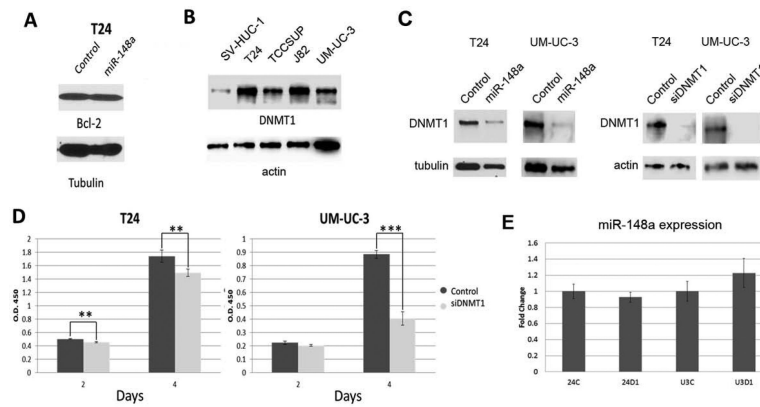 A
T24
Control
miR-148a
Bcl-2
Tubulin
B
SV-HUC-1
T24
TCCSUP
J82
UM-UC-3
DNMT1
actin
C
T24 UM-UC-3
Control
miR-148a
Control
miR-148a
DNMT1
tubulin
T24 UM-UC-3
Control
siDNMT1
Control
siDNMT1
DNMT1
actin
D
T24
O.D. 450
2
1.8
1.6
1.4
1.2
1
0.8
0.6
0.4
0.2
0
**
**
2 4
Days
UM-UC-3
O.D. 450
1
0.9
0.8
0.7
0.6
0.5
0.4
0.3
0.2
0.1
0
***
2 4
Days
Control
siDNMT1
E
miR-148a expression
Fold Change
1.6
1.4
1.2
1
0.8
0.6
0.4
0.2
0
24C 24D1 U3C U3D1